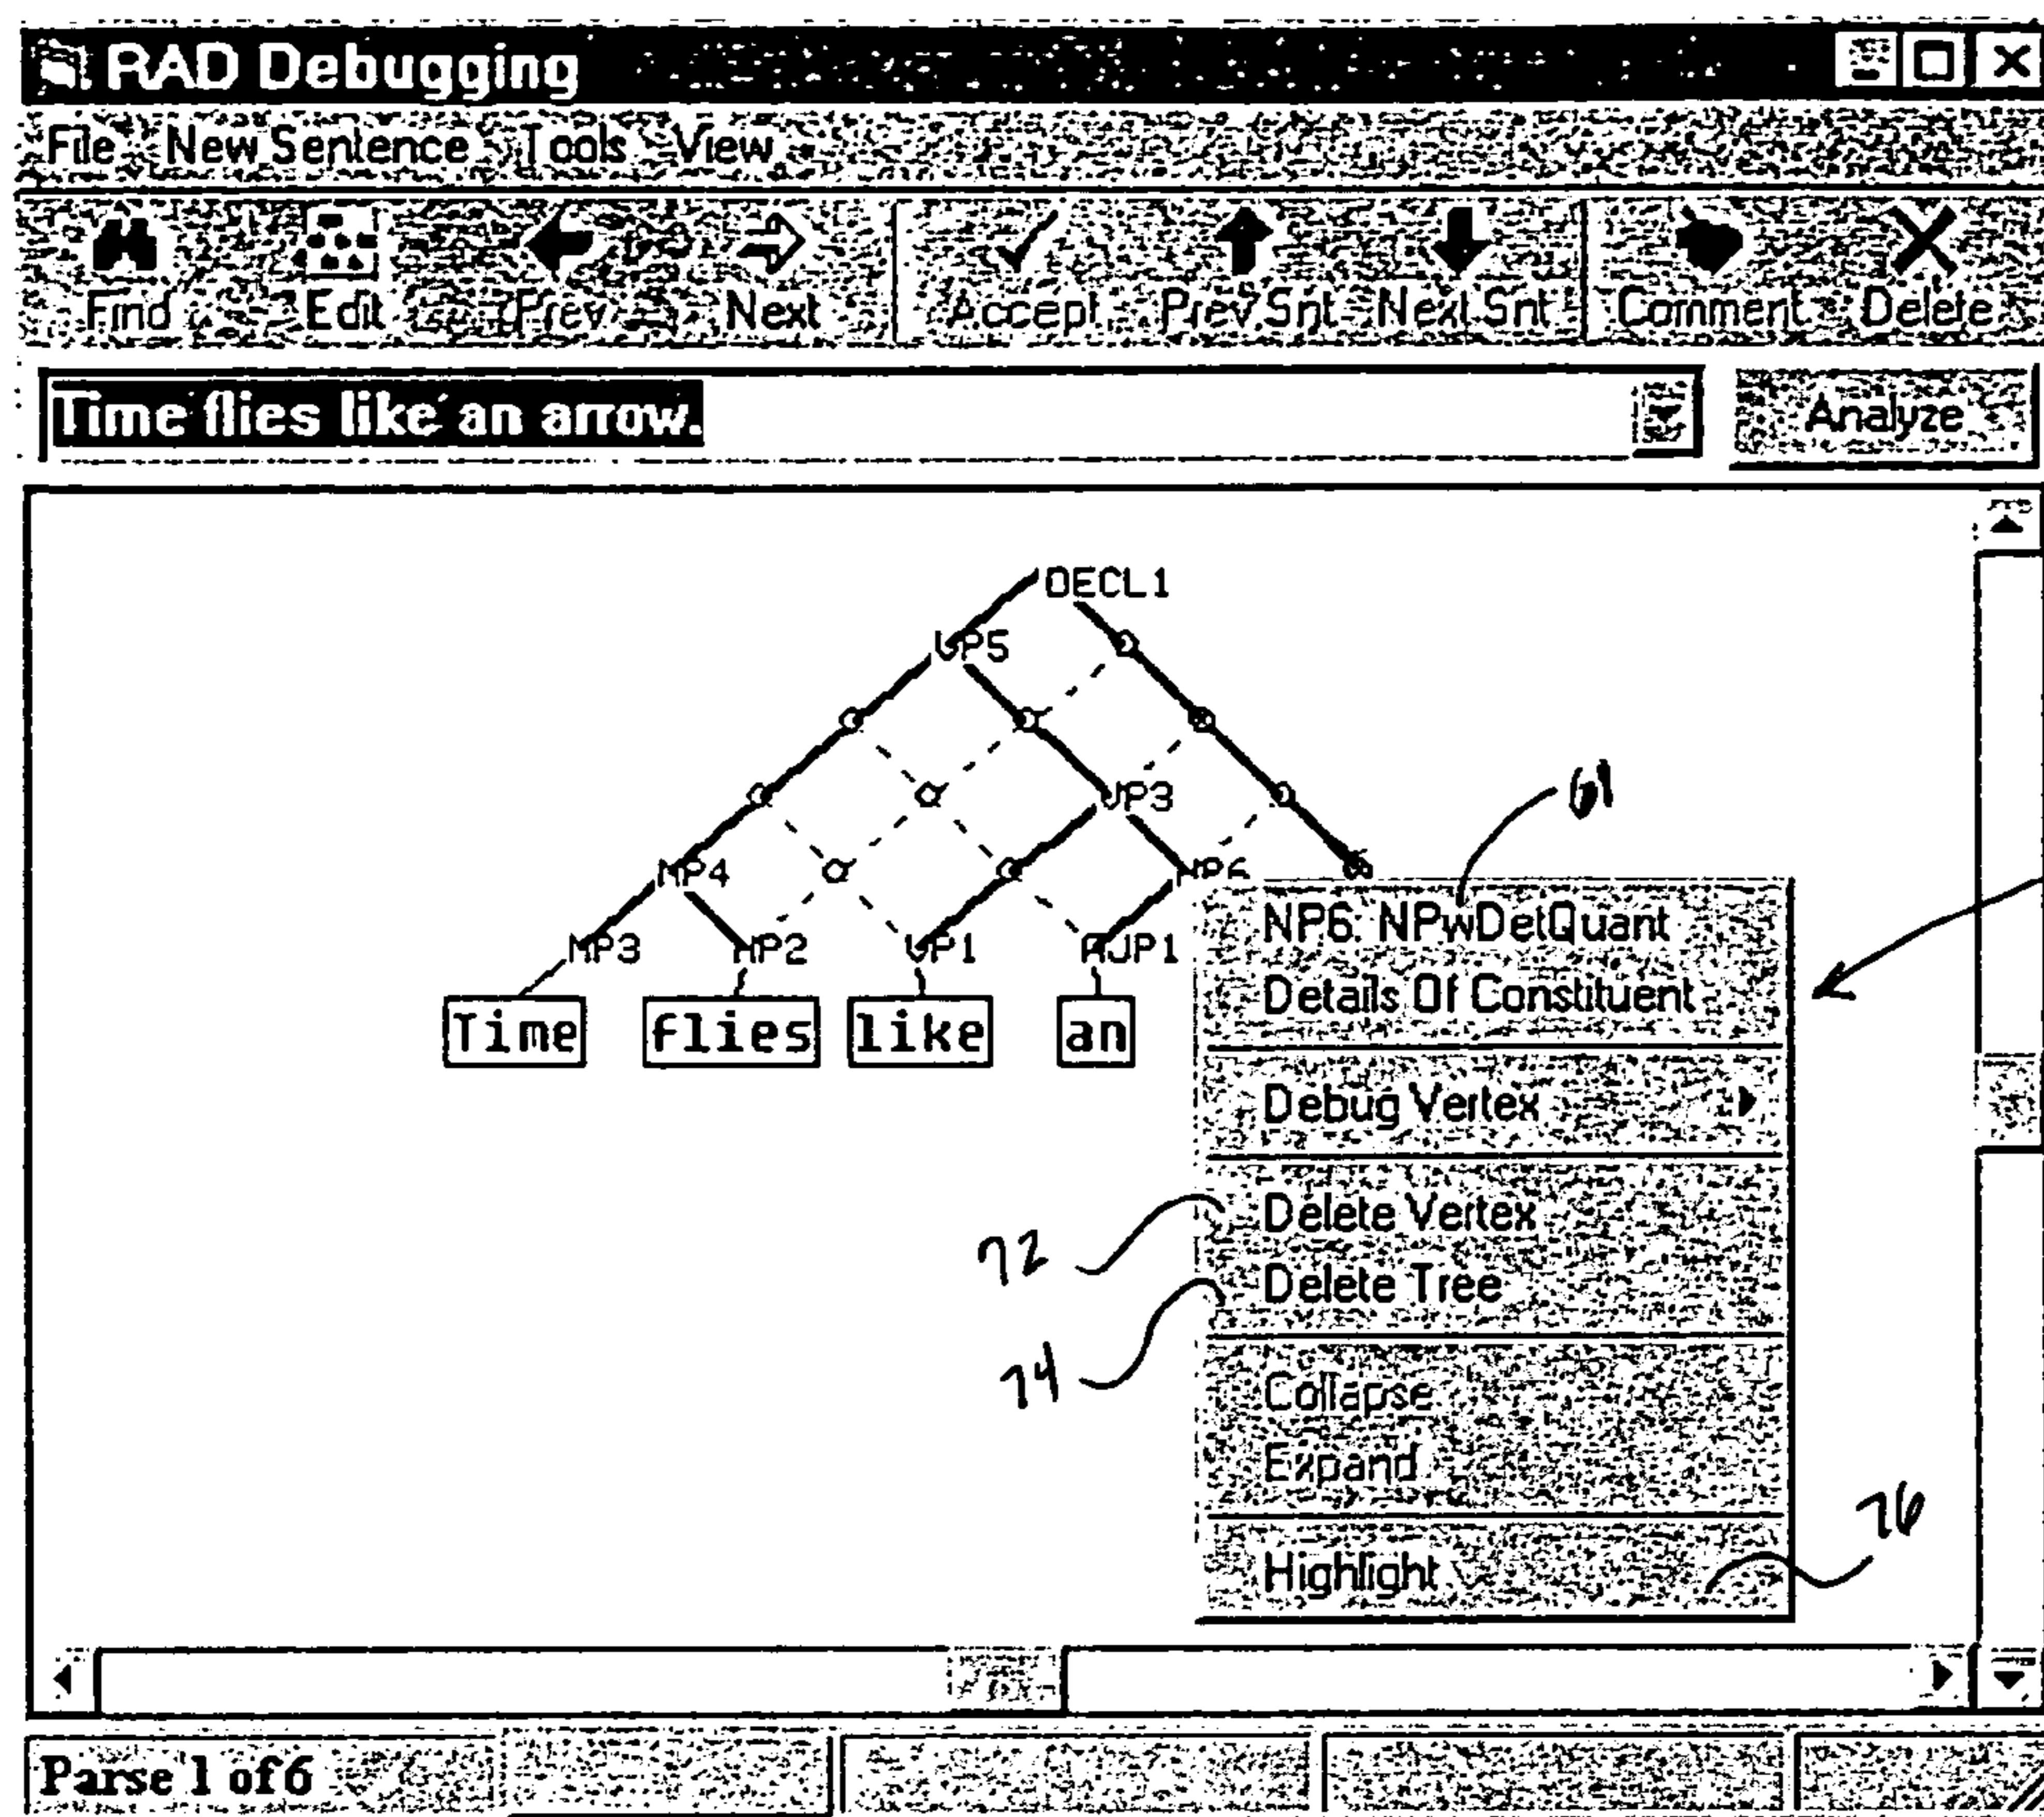 RAD Debugging
File New Sentence Tools View
Find Edit Prev Next Accept Prev Snt Next Snt Comment Delete
Time flies like an arrow. Analyze
DECL1
VP5
VP3
NP4 NP6
NP3 NP2 VP1 AJP1
Time flies like an
NP6: NPwDetQuant
Details Of Constituent
Debug Vertex
72 Delete Vertex
74 Delete Tree
Collapse
Expand
76
Highlight
Parse 1 of 6